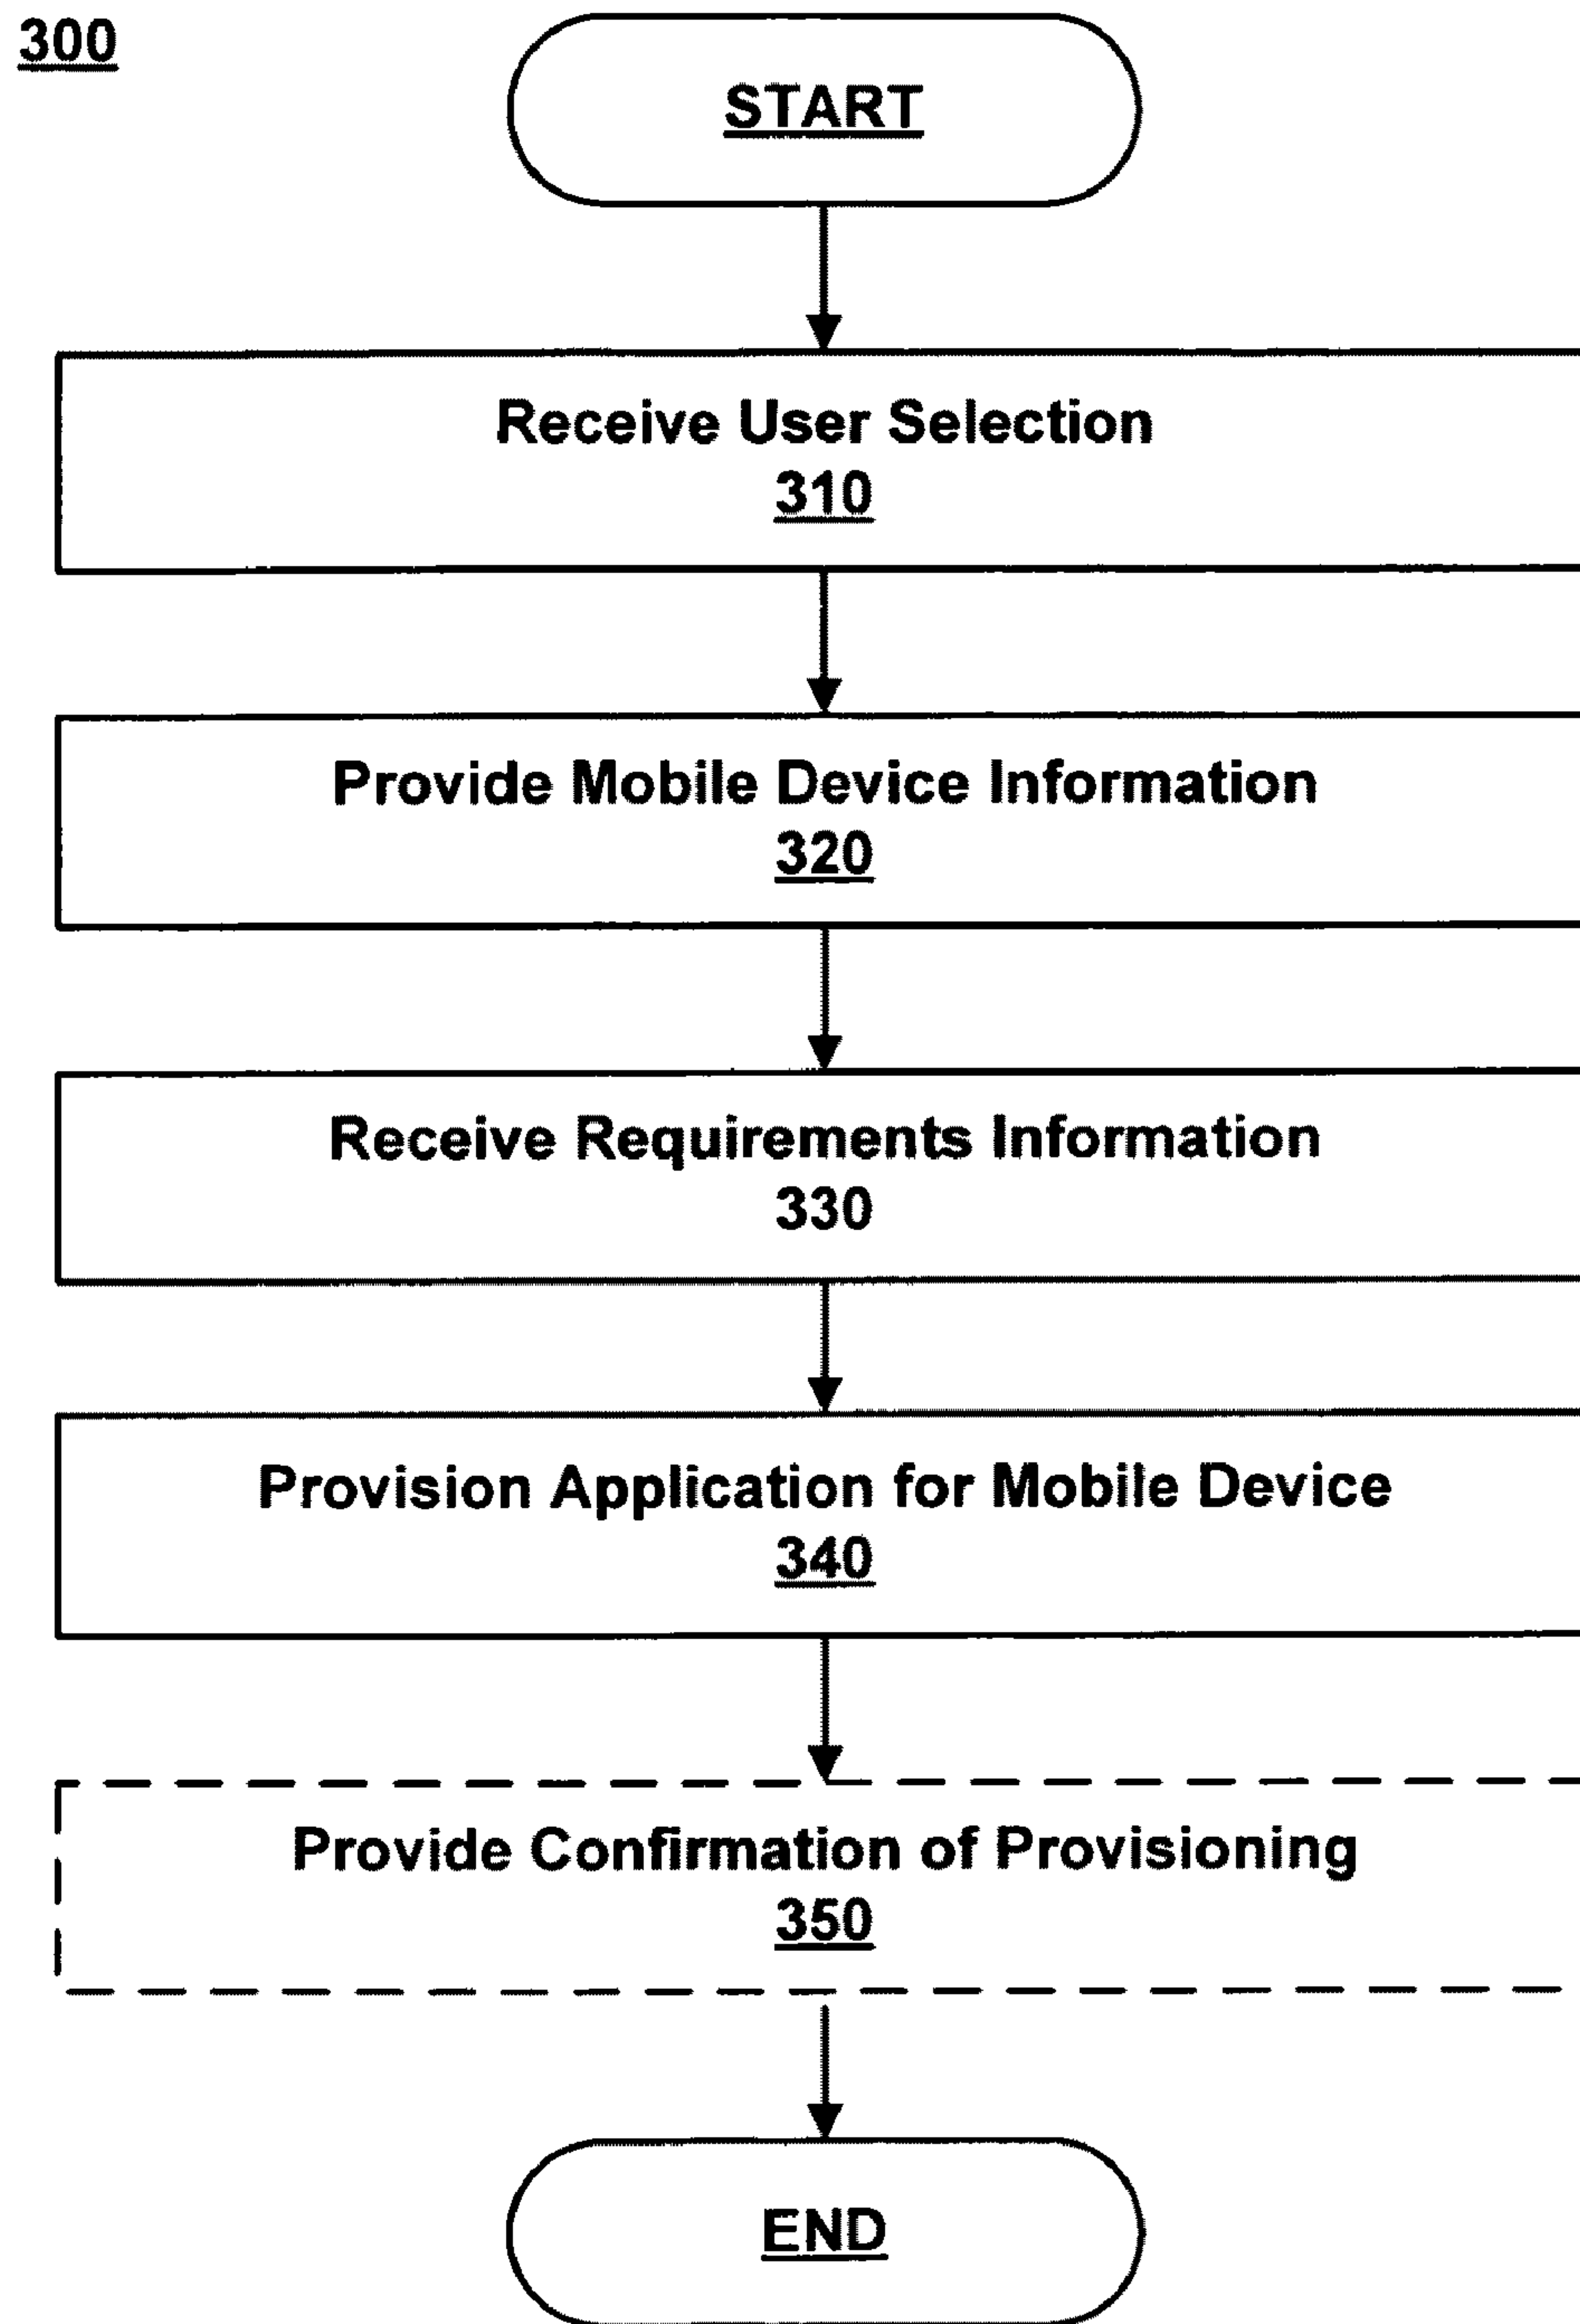 300
START
Receive User Selection
310
Provide Mobile Device Information
320
Receive Requirements Information
330
Provision Application for Mobile Device
340
Provide Confirmation of Provisioning
350
END